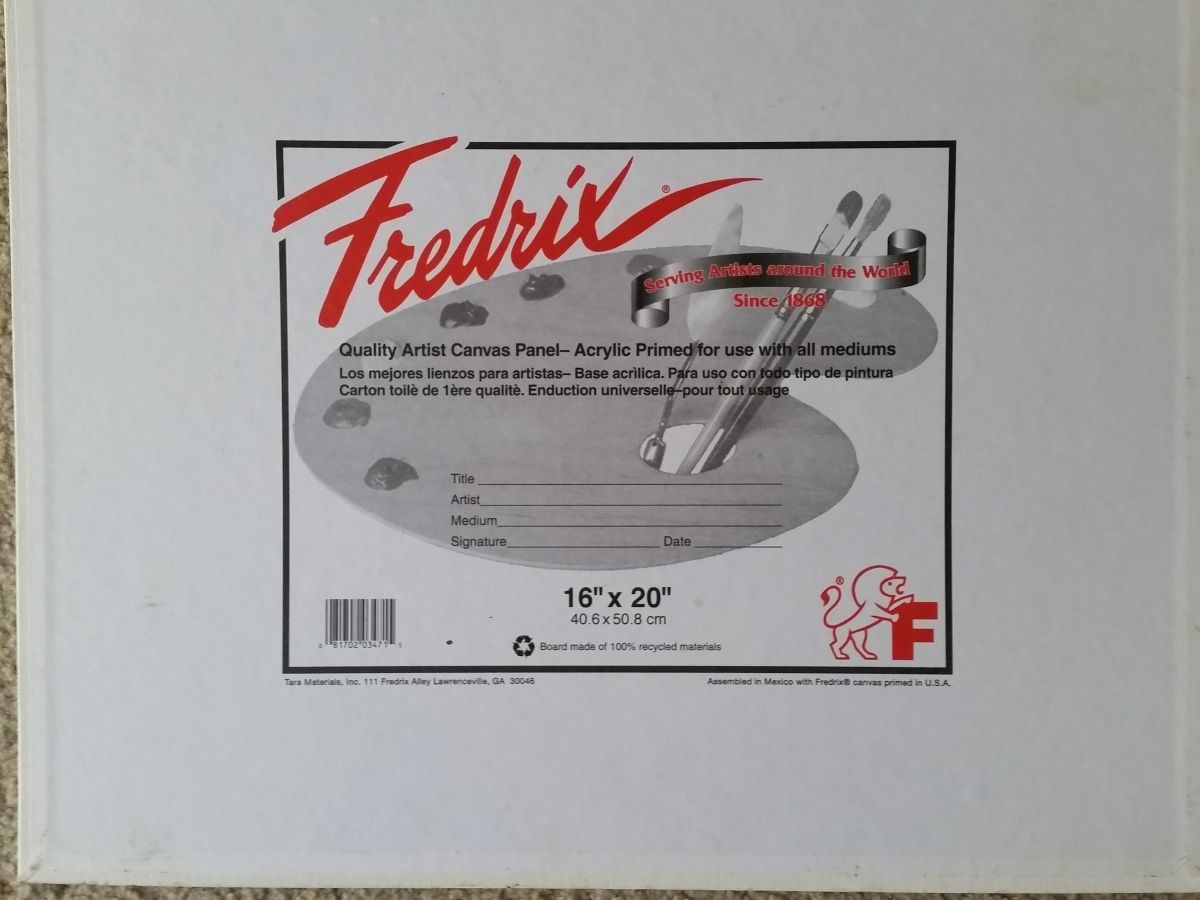 Fredrix®
Serving Artists around the World
Since 1868
Quality Artist Canvas Panel– Acrylic Primed for use with all mediums
Los mejores lienzos para artistas– Base acrìlica. Para uso con todo tipo de pintura
Carton toilè de 1ère qualitè. Enduction universelle–pour tout usage
Title
Artist
Medium
Signature Date
16" x 20"
40.6 x 50.8 cm
Board made of 100% recycled materials
0 81702 03471 1
® F
Tara Materials, Inc. 111 Fredrix Alley Lawrenceville, GA 30046
Assembled in Mexico with Fredrix® canvas primed in U.S.A.